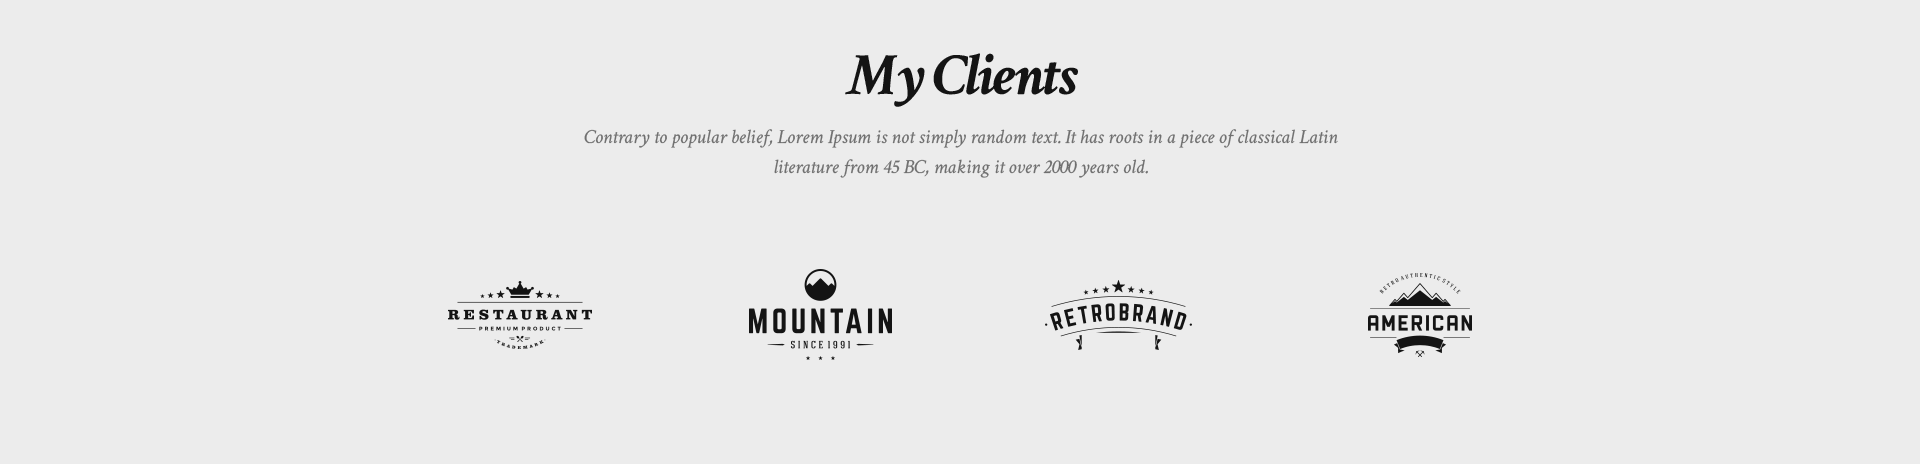 My Clients
Contrary to popular belief, Lorem Ipsum is not simply random text. It has roots in a piece of classical Latin
literature from 45 BC, making it over 2000 years old.
RESTAURANT
PREMIUM PRODUCT
TRADEMARK
MOUNTAIN
SINCE 1991
RETROBRAND
RETRO AUTHENTIC STYLE
AMERICAN